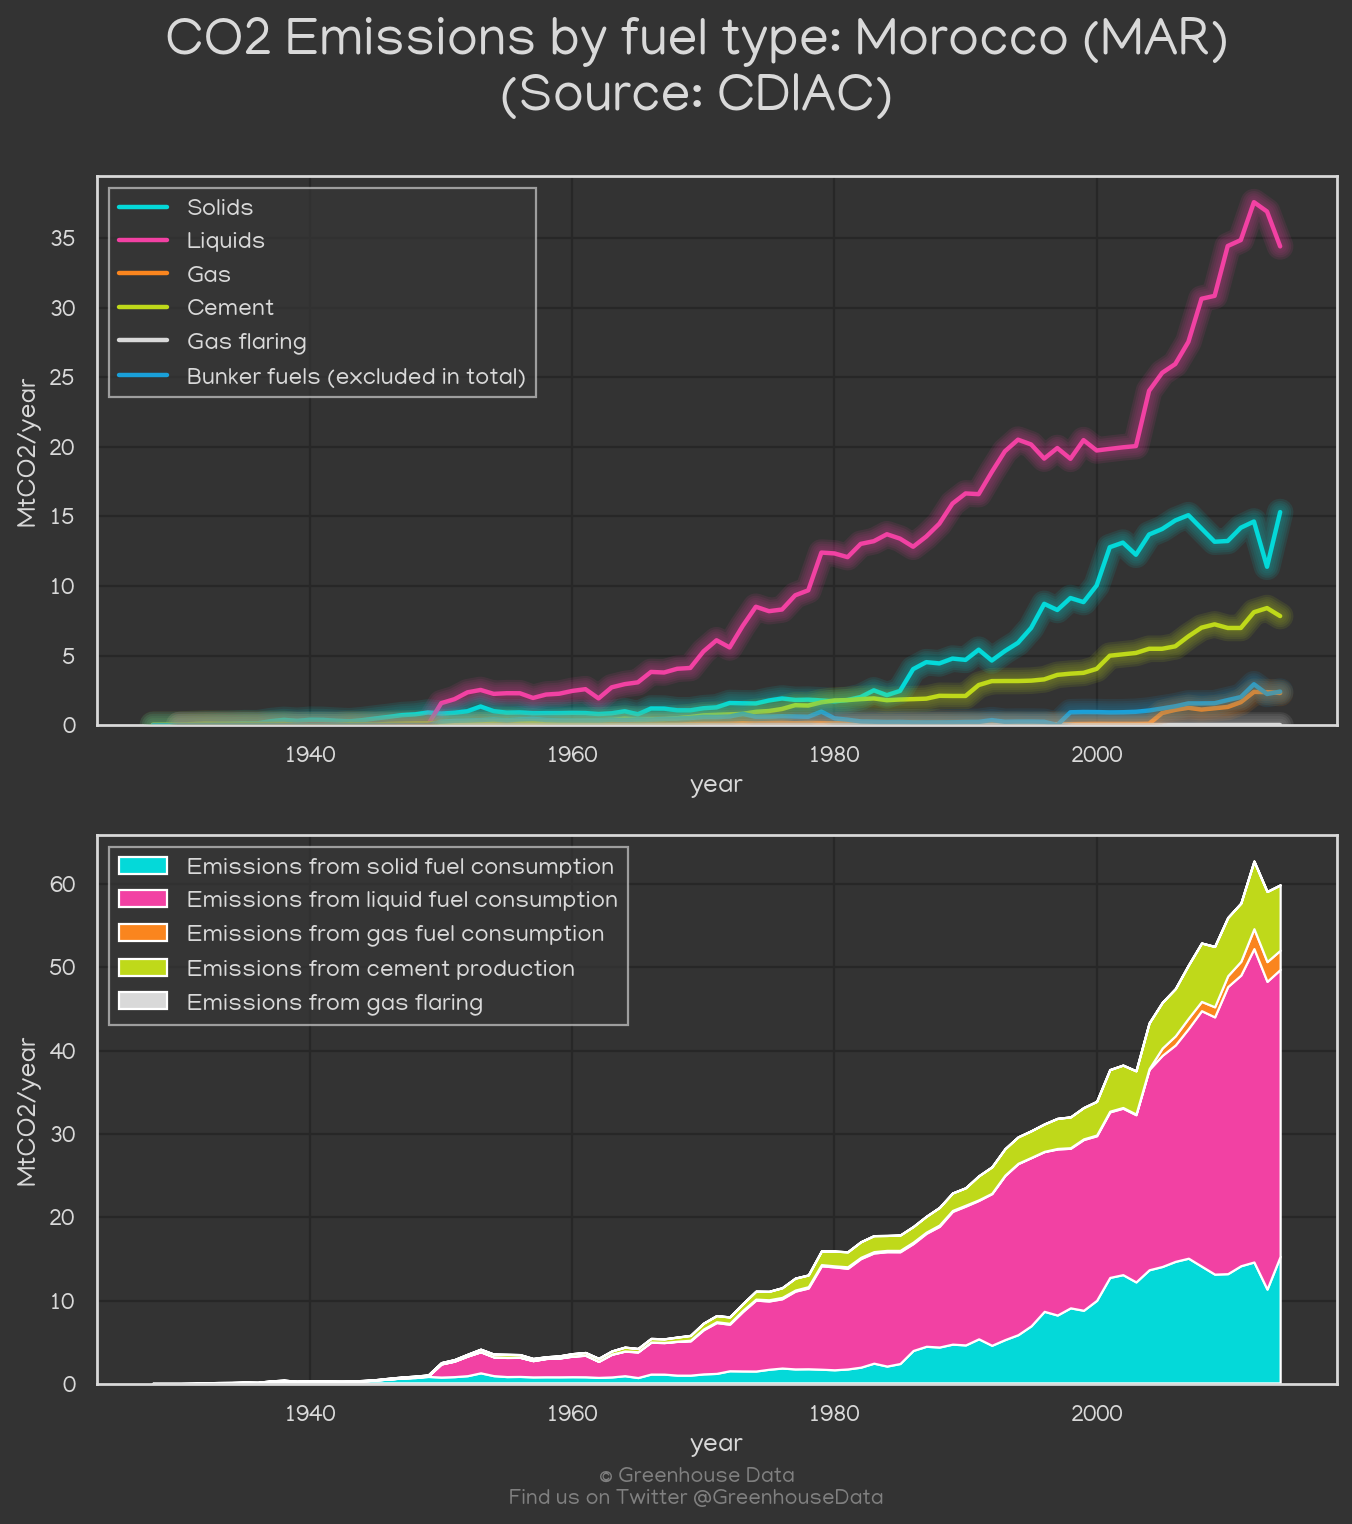 CO2 Emissions by fuel type: Morocco (MAR)
(Source: CDIAC)
Solids
Liquids
Gas
Cement
Gas flaring
Bunker fuels (excluded in total)
35
30
25
20
15
10
5
0
MtCO2/year
1940 1960 1980 2000
year
Emissions from solid fuel consumption
Emissions from liquid fuel consumption
Emissions from gas fuel consumption
Emissions from cement production
Emissions from gas flaring
60
50
40
30
20
10
0
MtCO2/year
1940 1960 1980 2000
year
© Greenhouse Data
Find us on Twitter @GreenhouseData